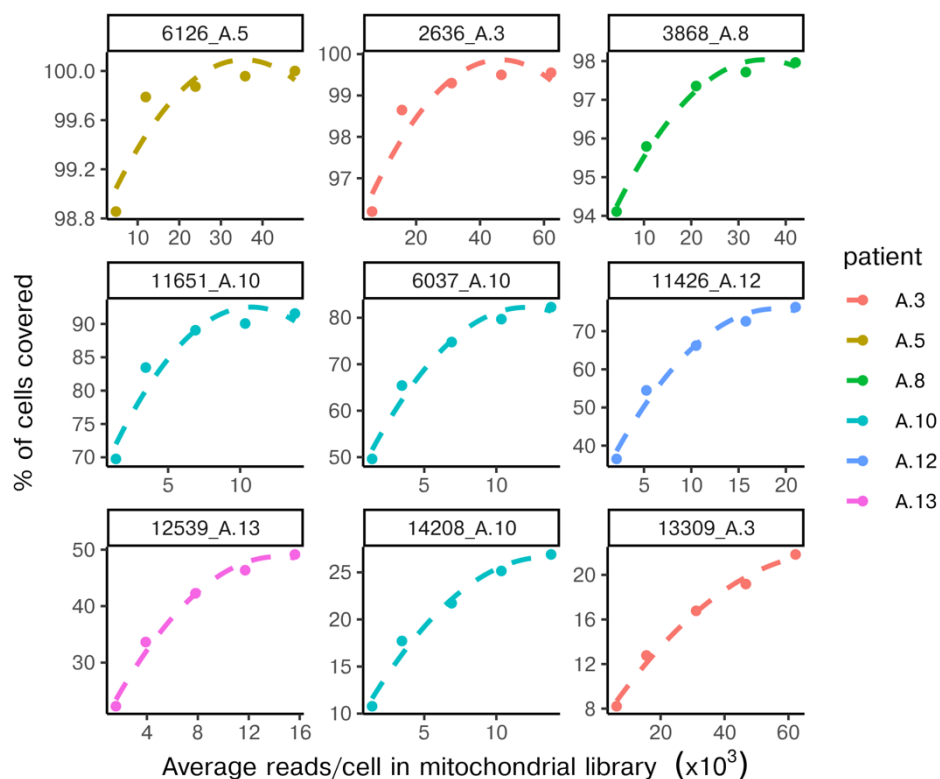 6126_A.5 2636_A.3 3868_A.8
100.0
99.6
99.2
98.8
10 20 30 40
100
99
98
97
0 20 40 60
98
97
96
95
94
0 10 20 30 40
11651_A.10 6037_A.10 11426_A.12
90
80
70
5 10
80
70
60
50
5 10
70
60
50
40
5 10 15 20
12539_A.13 14208_A.10 13309_A.3
50
40
30
4 8 12 16
25
20
15
10
5 10
20
16
12
8
20 40 60
% of cells covered
Average reads/cell in mitochondrial library (x10³)
patient
A.3
A.5
A.8
A.10
A.12
A.13